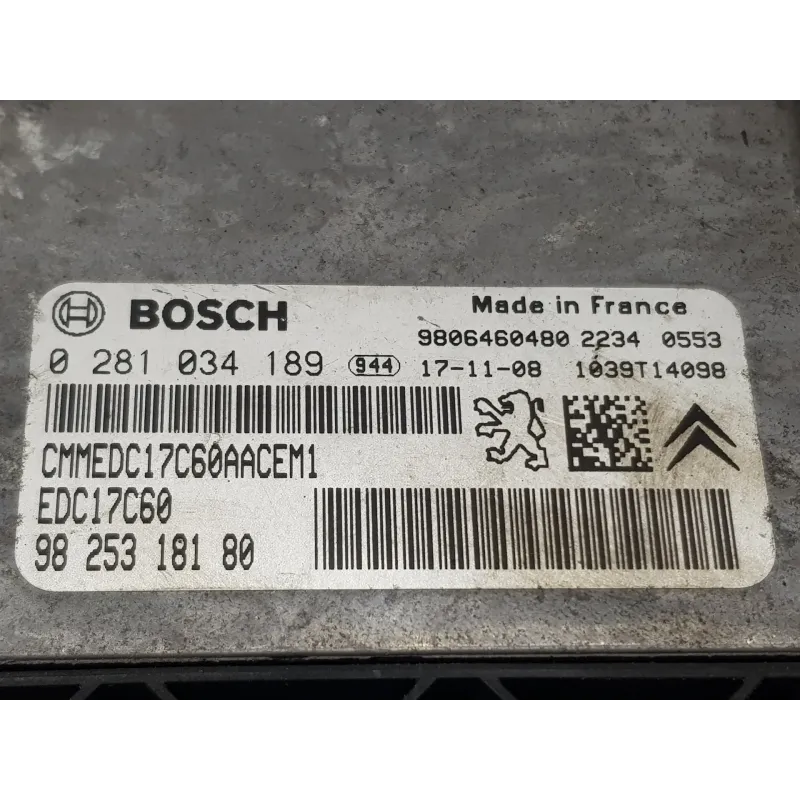 BOSCH
Made in France
9806460480 2234 0553
0 281 034 189 944 17-11-08 1039T14098
CMMEDC17C60AACEM1
EDC17C60
98 253 181 80